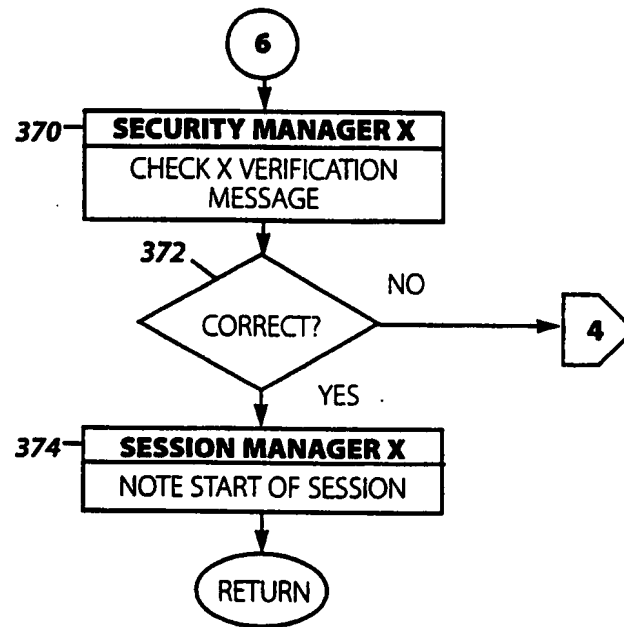 6
370
SECURITY MANAGER X
CHECK X VERIFICATION
MESSAGE
372
CORRECT?
NO
4
YES
374
SESSION MANAGER X
NOTE START OF SESSION
RETURN